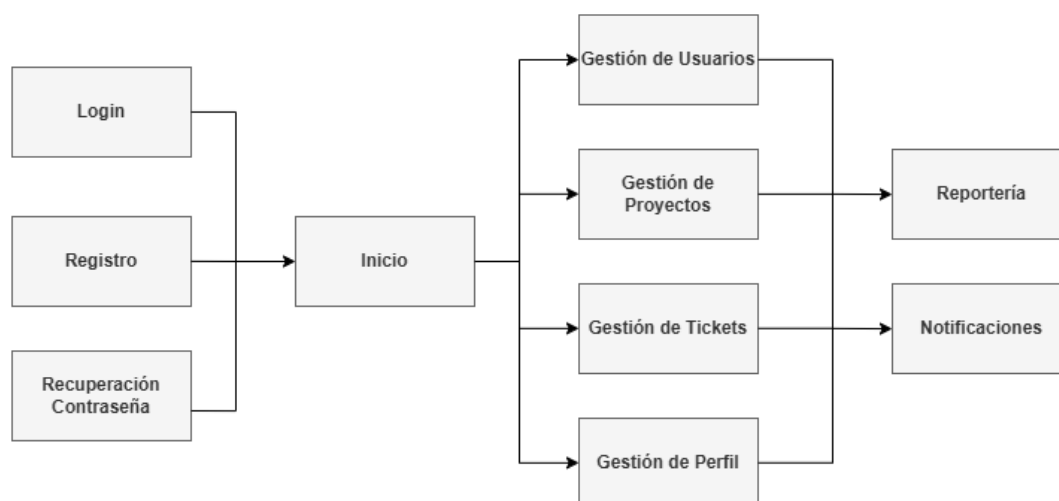 Login
Registro
Recuperación
Contraseña
Inicio
Gestión de Usuarios
Gestión de
Proyectos
Gestión de Tickets
Gestión de Perfil
Reportería
Notificaciones